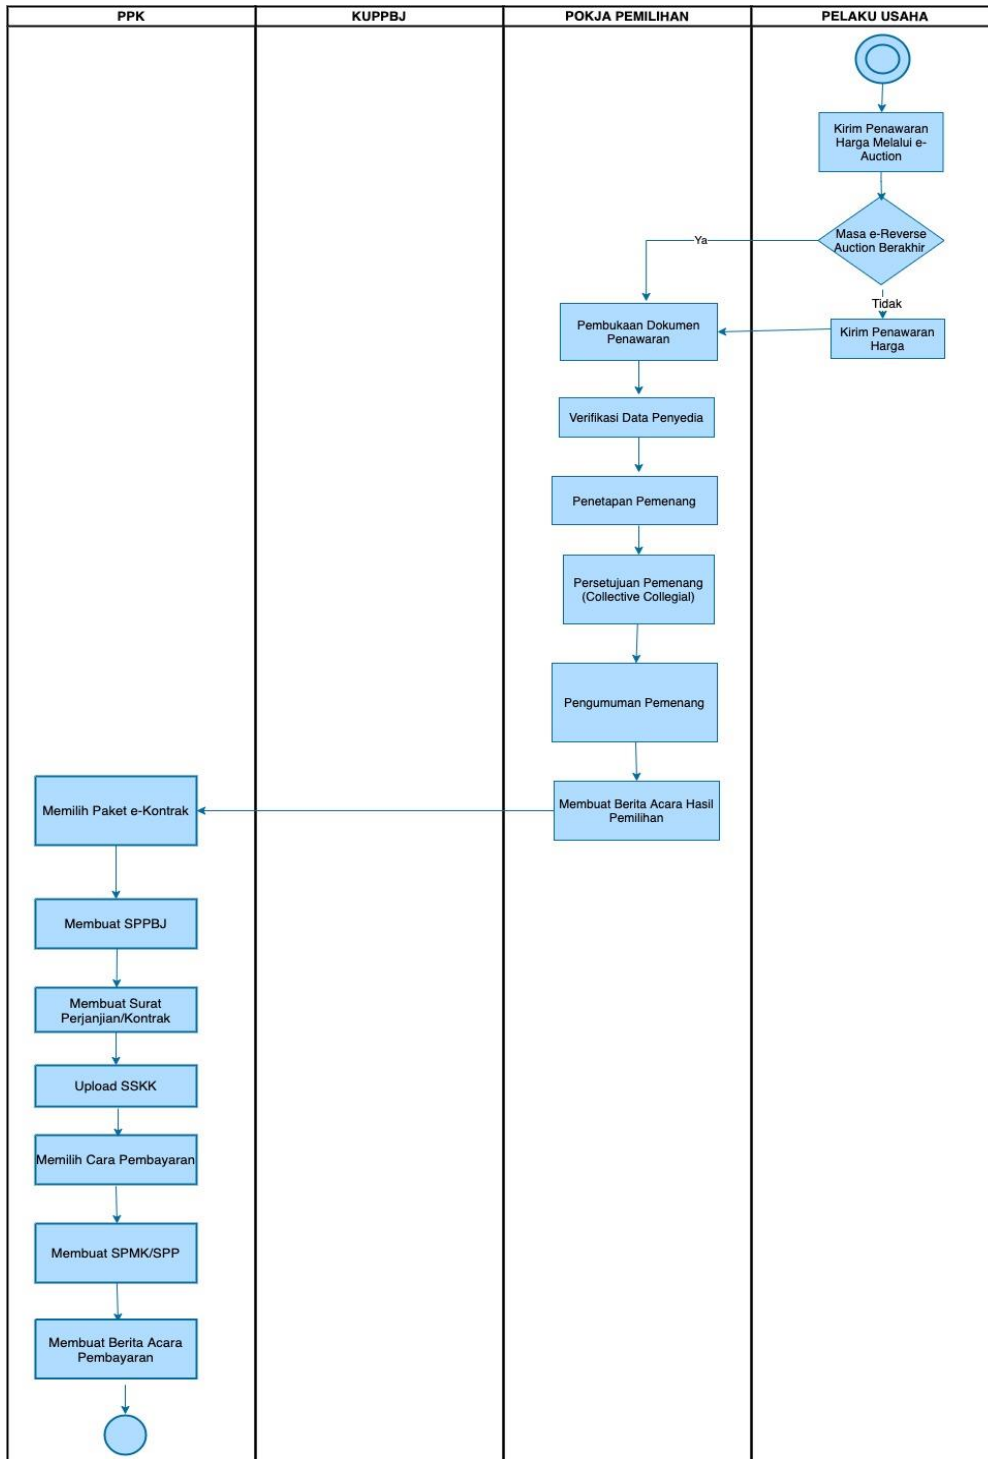 PPK
KUPPBJ
POKJA PEMILIHAN
PELAKU USAHA
Kirim Penawaran
Harga Melalui e-
Auction
Masa e-Reverse
Auction Berakhir
Ya
Tidak
Kirim Penawaran
Harga
Pembukaan Dokumen
Penawaran
Verifikasi Data Penyedia
Penetapan Pemenang
Persetujuan Pemenang
(Collective Collegial)
Pengumuman Pemenang
Membuat Berita Acara Hasil
Pemilihan
Memilih Paket e-Kontrak
Membuat SPPBJ
Membuat Surat
Perjanjian/Kontrak
Upload SSKK
Memilih Cara Pembayaran
Membuat SPMK/SPP
Membuat Berita Acara
Pembayaran